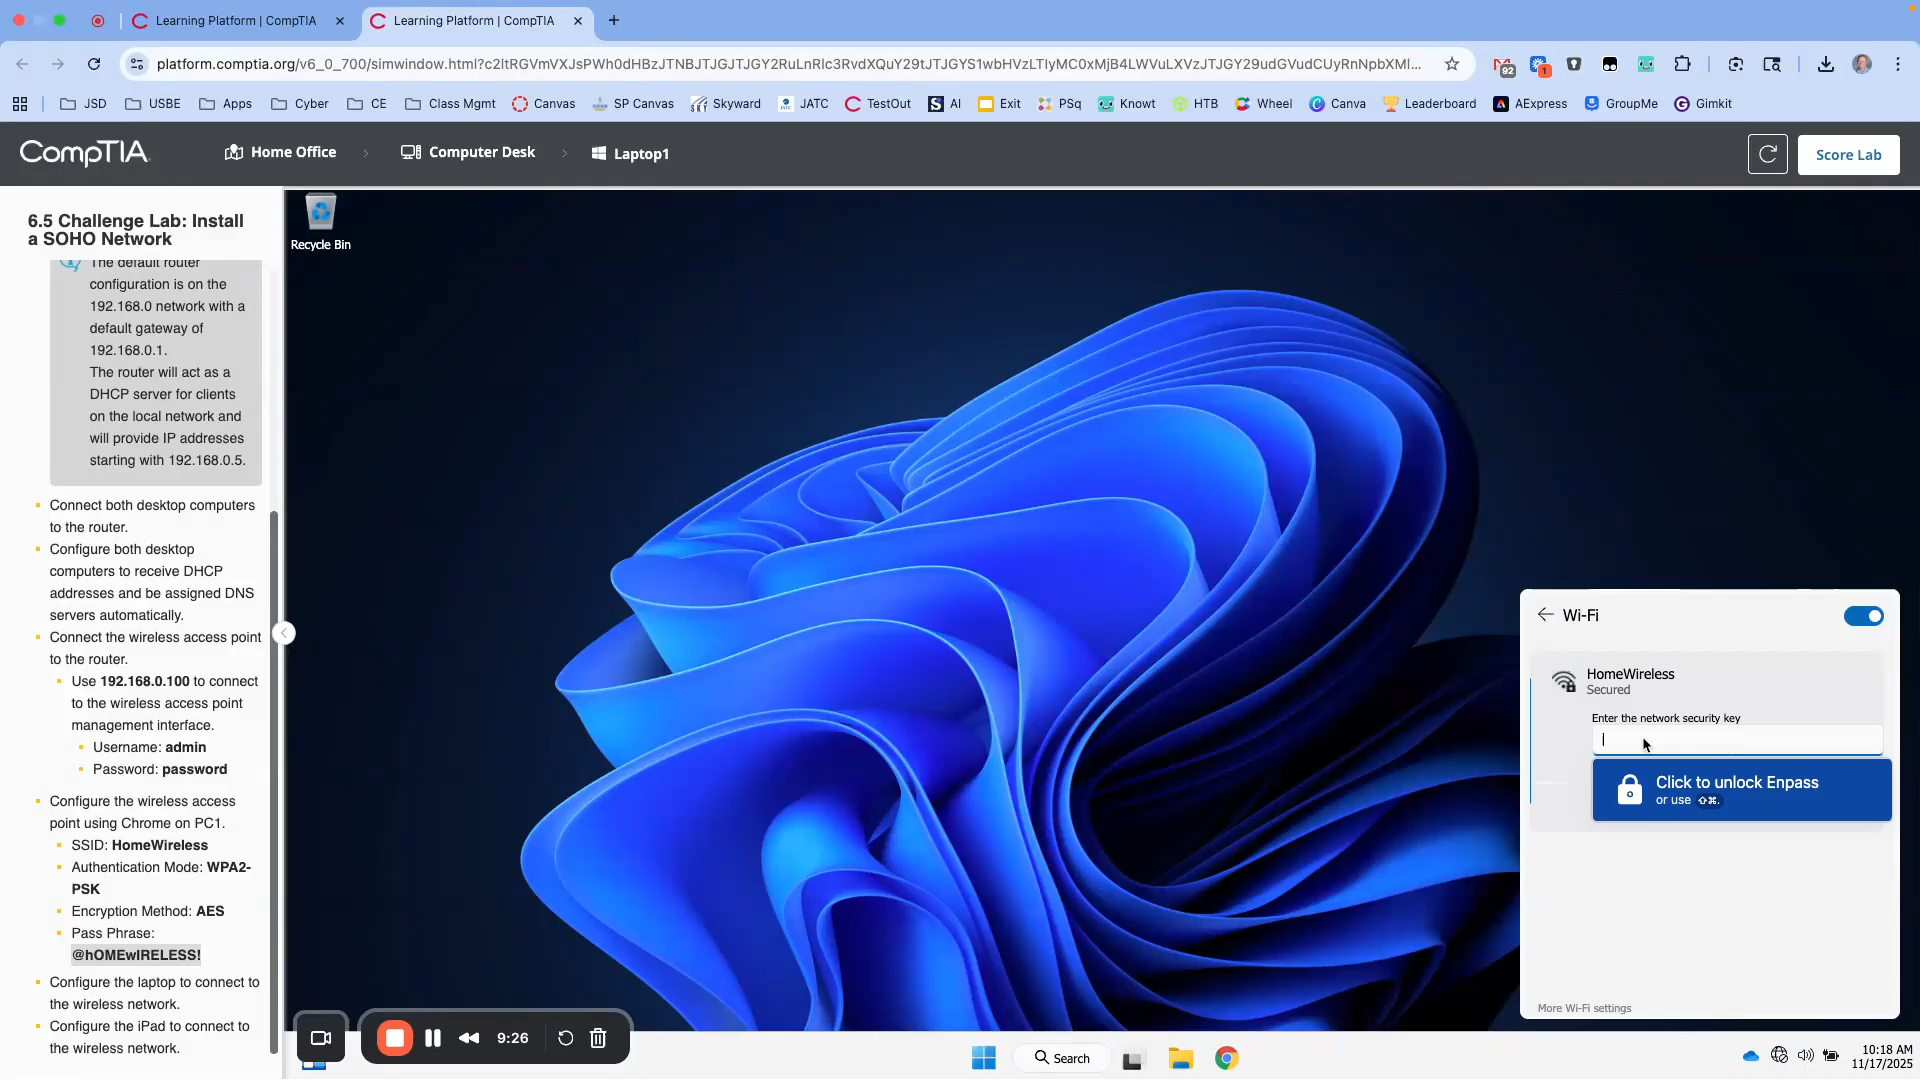 Learning Platform | CompTIA
Learning Platform | CompTIA
platform.comptia.org/v6_0_700/simwindow.html?c2ltRGVmVXJsPWh0dHBzJTNBJTJGJTJGY2RuLnRlc3RvdXQuY29tJTJGYS1wbHVzLTIyMC0xMjB4LWVuLXVzJTJGY29udGVudCUyRnNpbXMl...
92
1
JSD
USBE
Apps
Cyber
CE
Class Mgmt
Canvas
SP Canvas
Skyward
JATC
TestOut
AI
Exit
PSq
Knowt
HTB
Wheel
Canva
Leaderboard
AExpress
GroupMe
Gimkit
CompTIA
Home Office
Computer Desk
Laptop1
Score Lab
6.5 Challenge Lab: Install
a SOHO Network
The default router
configuration is on the
192.168.0 network with a
default gateway of
192.168.0.1.
The router will act as a
DHCP server for clients
on the local network and
will provide IP addresses
starting with 192.168.0.5.
Connect both desktop computers
to the router.
Configure both desktop
computers to receive DHCP
addresses and be assigned DNS
servers automatically.
Connect the wireless access point
to the router.
Use 192.168.0.100 to connect
to the wireless access point
management interface.
Username: admin
Password: password
Configure the wireless access
point using Chrome on PC1.
SSID: HomeWireless
Authentication Mode: WPA2-
PSK
Encryption Method: AES
Pass Phrase:
@hOMEwIRELESS!
Configure the laptop to connect to
the wireless network.
Configure the iPad to connect to
the wireless network.
Recycle Bin
Wi-Fi
HomeWireless
Secured
Enter the network security key
Click to unlock Enpass
or use ⇧⌘.
More Wi-Fi settings
9:26
Search
10:18 AM
11/17/2025